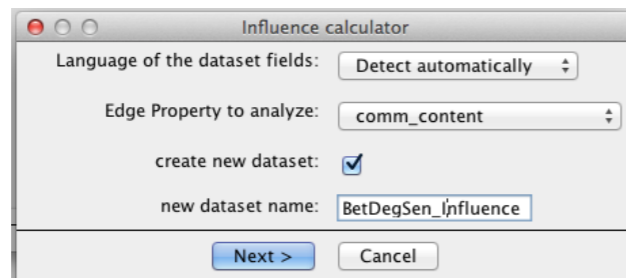 Influence calculator
Language of the dataset fields: Detect automatically
Edge Property to analyze: comm_content
create new dataset:
new dataset name: BetDegSen_Influence
Next > Cancel